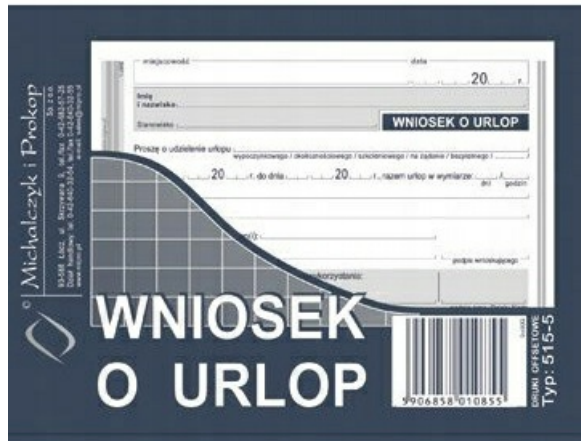 miejscowość
data
20 r.
Imię
i nazwisko:
Stanowisko:
WNIOSEK O URLOP
Proszę o udzielenie urlopu
wypoczynkowego / okolicznościowego / szkoleniowego / na żądanie / bezpłatnego /
20 r. do dnia 20 r., razem urlop w wymiarze: /
dni godzin
podpis wnioskującego
wykorzystania:
WNIOSEK
O URLOP
© Michalczyk i Prokop
Sp. z o.o.
5906858010855
DRUKI OFFSETOWE
Typ: 515-5